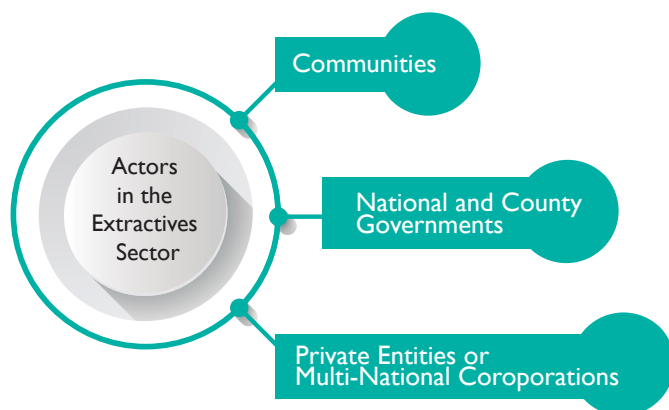 Communities
Actors
in the
Extractives
Sector
National and County
Governments
Private Entities or
Multi-National Coroporations